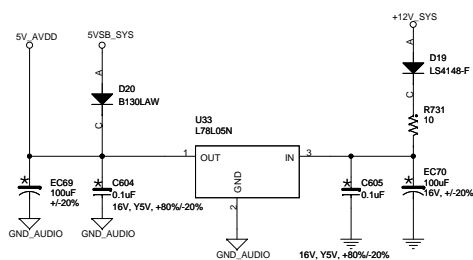 5V_AVDD
5VSB_SYS
+12V_SYS
A
D20
B130LAW
C
A
D19
LS4148-F
C
R731
10
U33
L78L05N
1
OUT
IN
3
GND
2
*
EC69
100uF
+/-20%
*
C604
0.1uF
16V, Y5V, +80%/-20%
*
C605
0.1uF
16V, Y5V, +80%/-20%
*
EC70
100uF
16V, +/-20%
GND_AUDIO
GND_AUDIO
GND_AUDIO